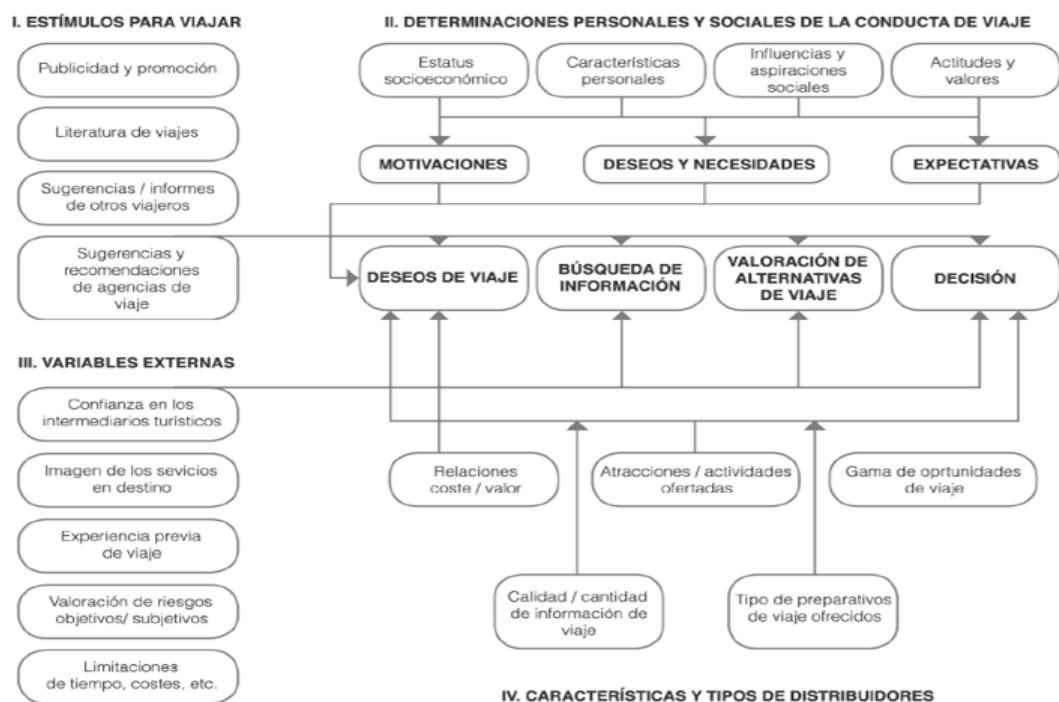 I. ESTÍMULOS PARA VIAJAR
Publicidad y promoción
Literatura de viajes
Sugerencias / informes
de otros viajeros
Sugerencias y
recomendaciones
de agencias de
viaje
II. DETERMINACIONES PERSONALES Y SOCIALES DE LA CONDUCTA DE VIAJE
Estatus
socioeconómico
Características
personales
Influencias y
aspiraciones
sociales
Actitudes y
valores
MOTIVACIONES
DESEOS Y NECESIDADES
EXPECTATIVAS
DESEOS DE VIAJE
BÚSQUEDA DE
INFORMACIÓN
VALORACIÓN DE
ALTERNATIVAS
DE VIAJE
DECISIÓN
III. VARIABLES EXTERNAS
Confianza en los
intermediarios turísticos
Imagen de los sevicios
en destino
Experiencia previa
de viaje
Valoración de riesgos
objetivos/ subjetivos
Limitaciones
de tiempo, costes, etc.
Relaciones
coste / valor
Atracciones / actividades
ofertadas
Gama de oprtunidades
de viaje
Calidad / cantidad
de información de
viaje
Tipo de preparativos
de viaje ofrecidos
IV. CARACTERÍSTICAS Y TIPOS DE DISTRIBUIDORES